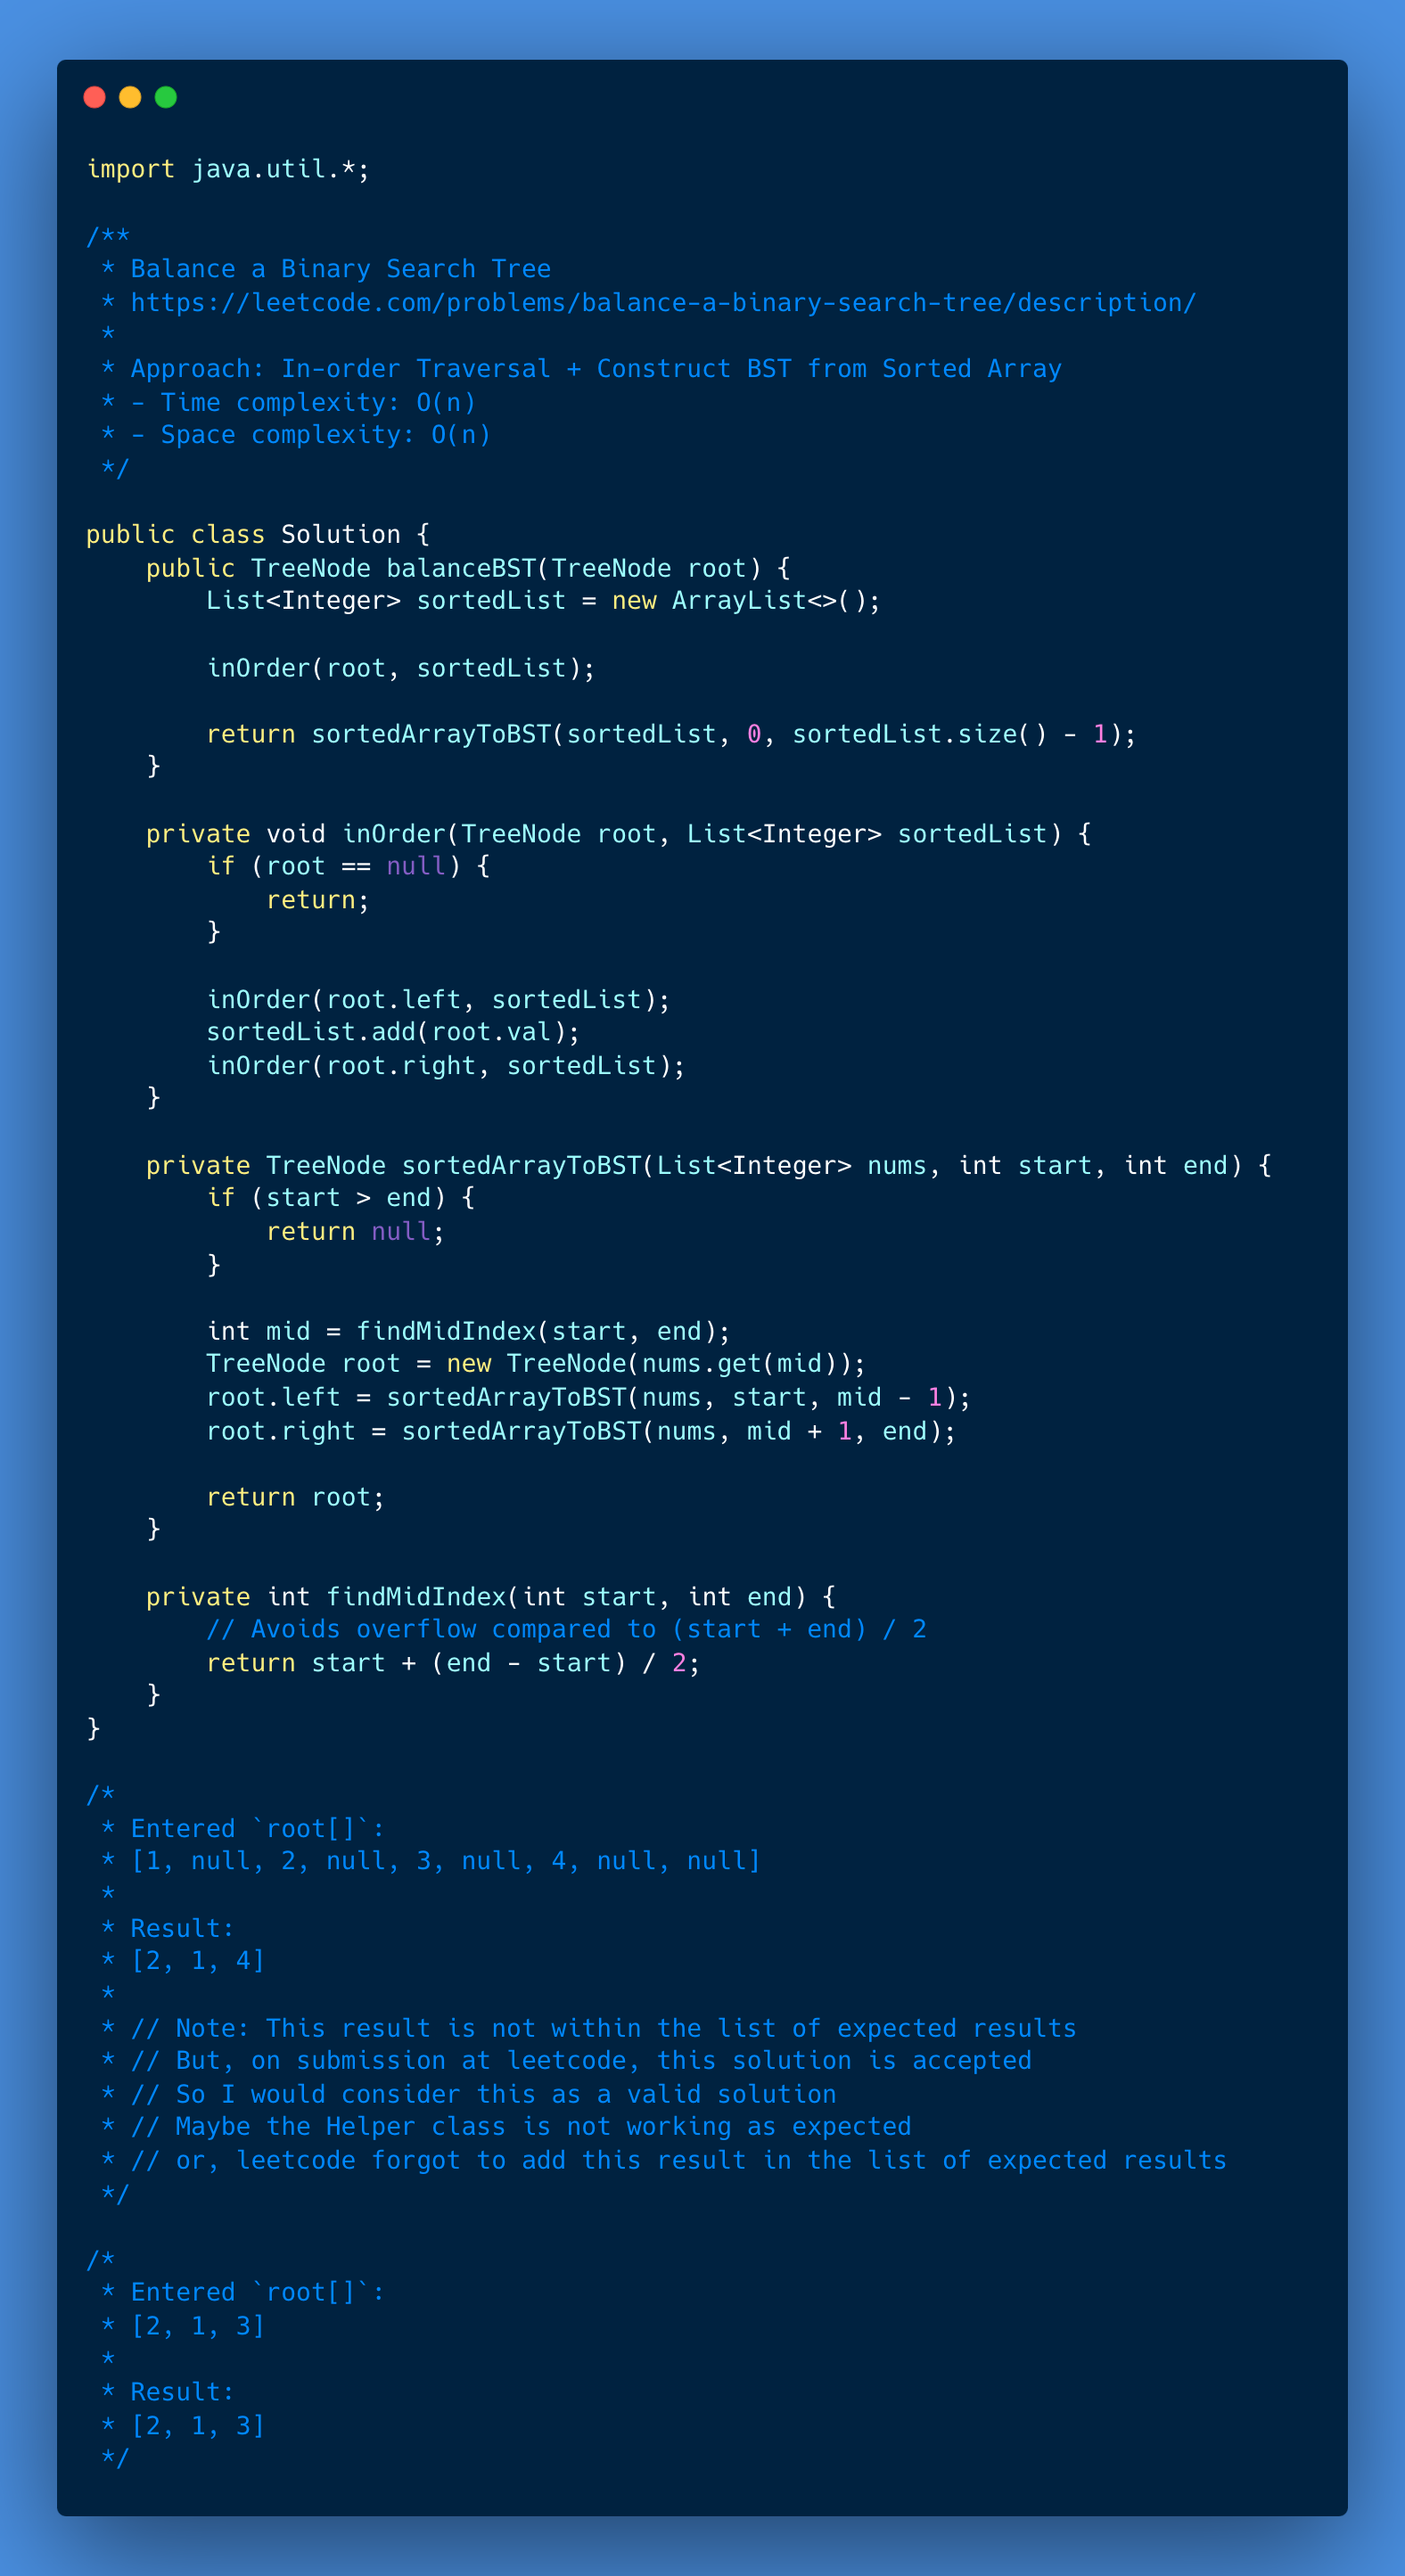 import java.util.*;

/**
 * Balance a Binary Search Tree
 * https://leetcode.com/problems/balance-a-binary-search-tree/description/
 *
 * Approach: In-order Traversal + Construct BST from Sorted Array
 * - Time complexity: O(n)
 * - Space complexity: O(n)
 */

public class Solution {
    public TreeNode balanceBST(TreeNode root) {
        List<Integer> sortedList = new ArrayList<>();

        inOrder(root, sortedList);

        return sortedArrayToBST(sortedList, 0, sortedList.size() - 1);
    }

    private void inOrder(TreeNode root, List<Integer> sortedList) {
        if (root == null) {
            return;
        }

        inOrder(root.left, sortedList);
        sortedList.add(root.val);
        inOrder(root.right, sortedList);
    }

    private TreeNode sortedArrayToBST(List<Integer> nums, int start, int end) {
        if (start > end) {
            return null;
        }

        int mid = findMidIndex(start, end);
        TreeNode root = new TreeNode(nums.get(mid));
        root.left = sortedArrayToBST(nums, start, mid - 1);
        root.right = sortedArrayToBST(nums, mid + 1, end);

        return root;
    }

    private int findMidIndex(int start, int end) {
        // Avoids overflow compared to (start + end) / 2
        return start + (end - start) / 2;
    }
}

/*
 * Entered `root[]`:
 * [1, null, 2, null, 3, null, 4, null, null]
 *
 * Result:
 * [2, 1, 4]
 *
 * // Note: This result is not within the list of expected results
 * // But, on submission at leetcode, this solution is accepted
 * // So I would consider this as a valid solution
 * // Maybe the Helper class is not working as expected
 * // or, leetcode forgot to add this result in the list of expected results
 */

/*
 * Entered `root[]`:
 * [2, 1, 3]
 *
 * Result:
 * [2, 1, 3]
 */